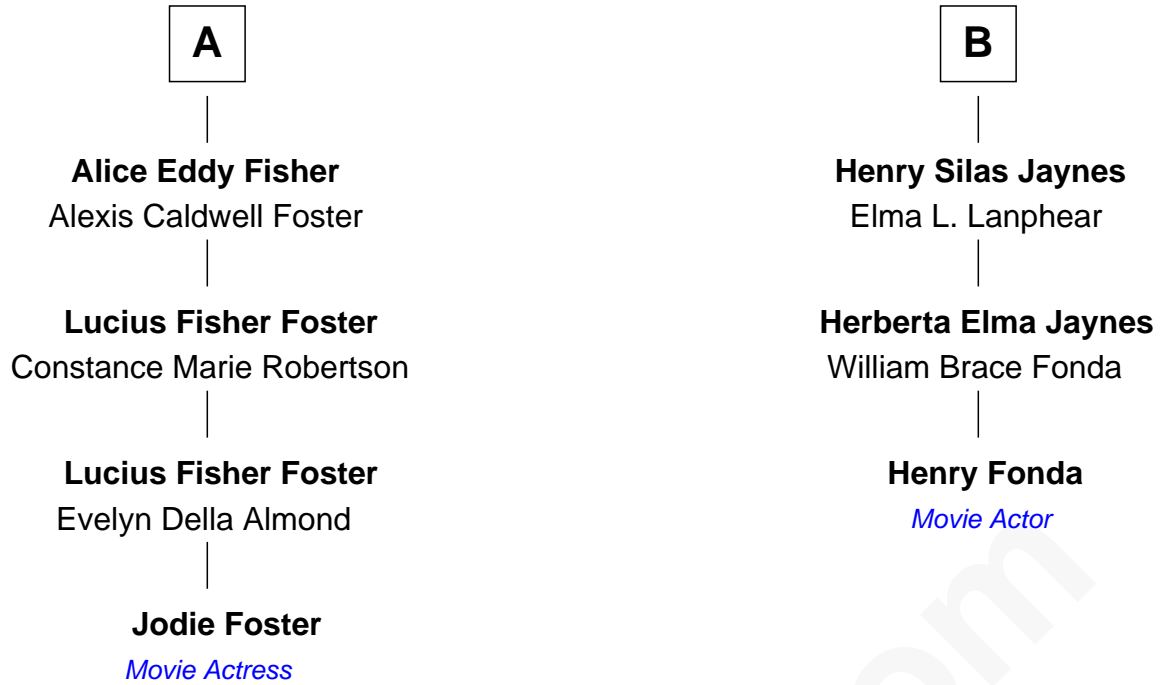 A
Alice Eddy Fisher
Alexis Caldwell Foster
Lucius Fisher Foster
Constance Marie Robertson
Lucius Fisher Foster
Evelyn Della Almond
Jodie Foster
Movie Actress
B
Henry Silas Jaynes
Elma L. Lanphear
Herberta Elma Jaynes
William Brace Fonda
Henry Fonda
Movie Actor
om